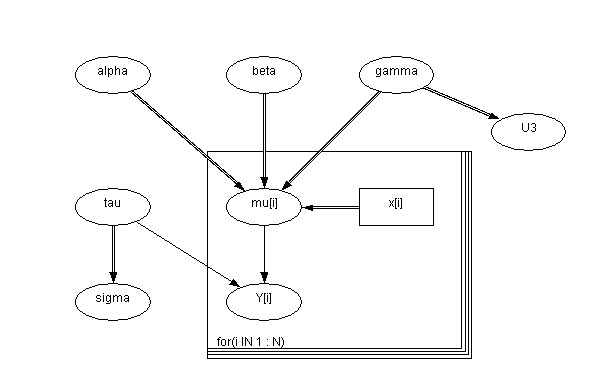 alpha
beta
gamma
U3
tau
mu[i]
x[i]
sigma
Y[i]
for(i IN 1 : N)